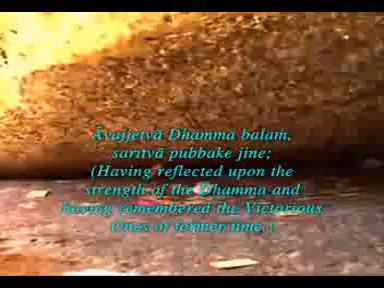 Āvajjetvā Dhamma balaṁ,
saritvā pubbake jine;
(Having reflected upon the
strength of the Dhamma and
having remembered the Victorious
Ones of former time.)